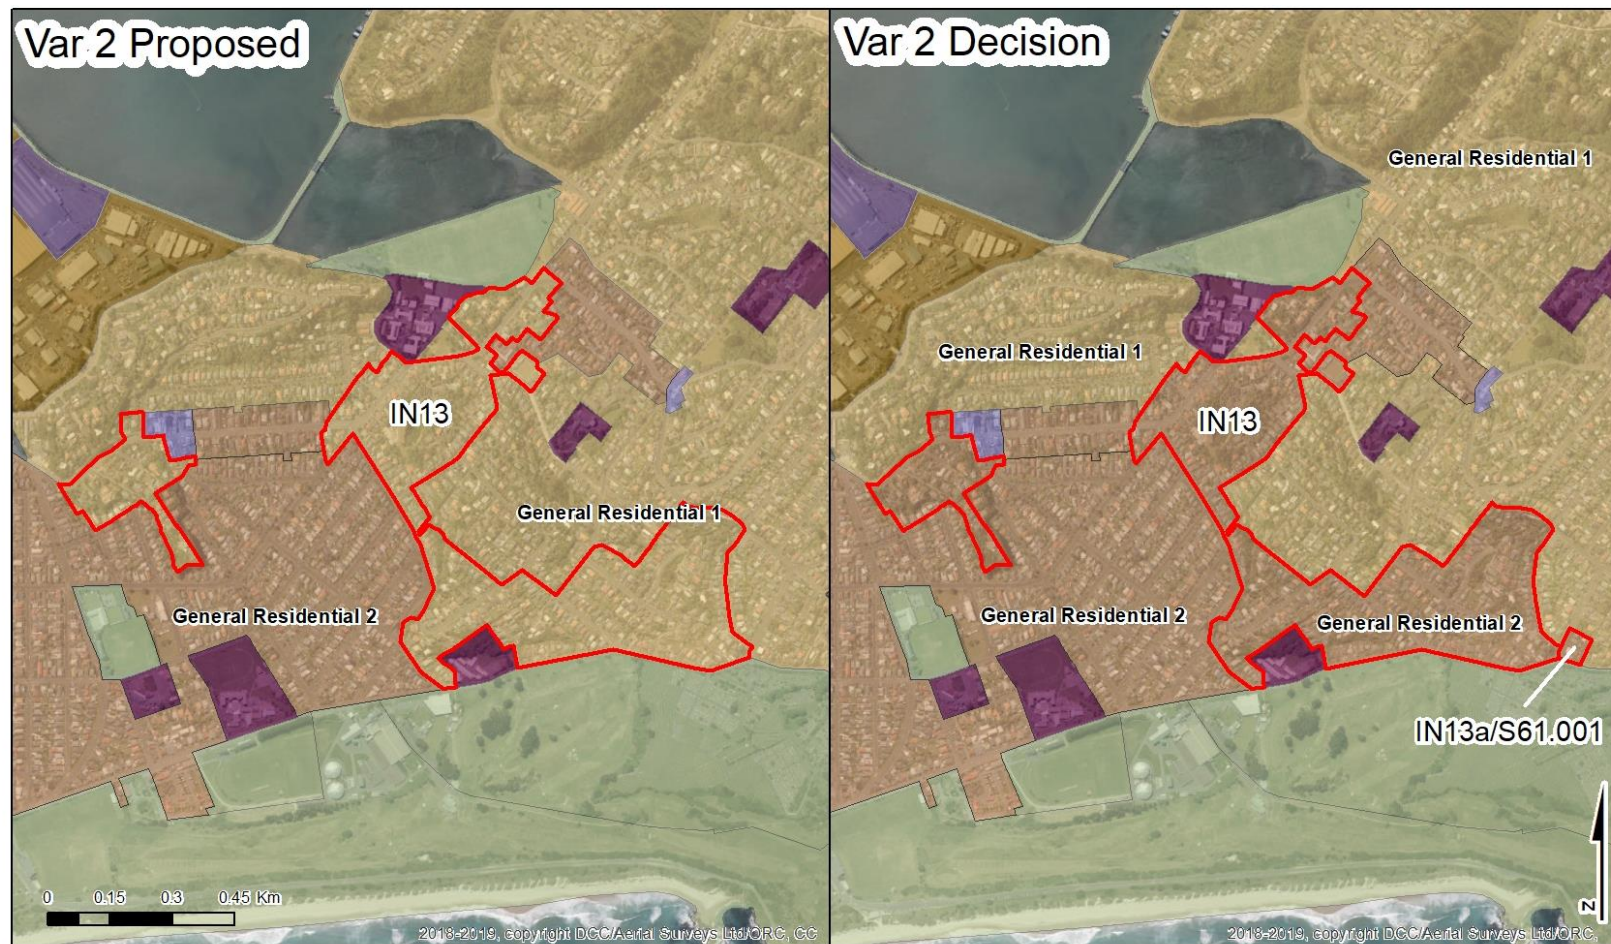 Var 2 Proposed
IN13
General Residential 1
General Residential 2
0 0.15 0.3 0.45 Km
2018-2019, copyright DCC/Aerial Surveys Ltd/ORC, CC
Var 2 Decision
General Residential 1
General Residential 1
IN13
General Residential 2
General Residential 2
IN13a/S61.001
N
2018-2019, copyright DCC/Aerial Surveys Ltd/ORC,